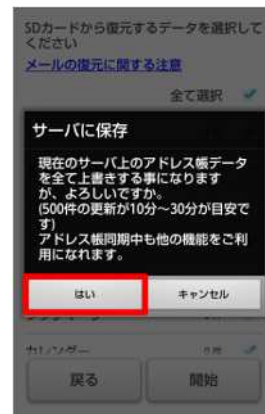 SDカードから復元するデータを選択して
ください
メールの復元に関する注意
全て選択
サーバに保存
現在のサーバ上のアドレス帳データ
を全て上書きする事になります
が、よろしいですか。
(500件の更新が10分～30分が目安で
す)
アドレス帳同期中も他の機能をご利
用になれます。
はい
キャンセル
カレンダー
0件
戻る
開始